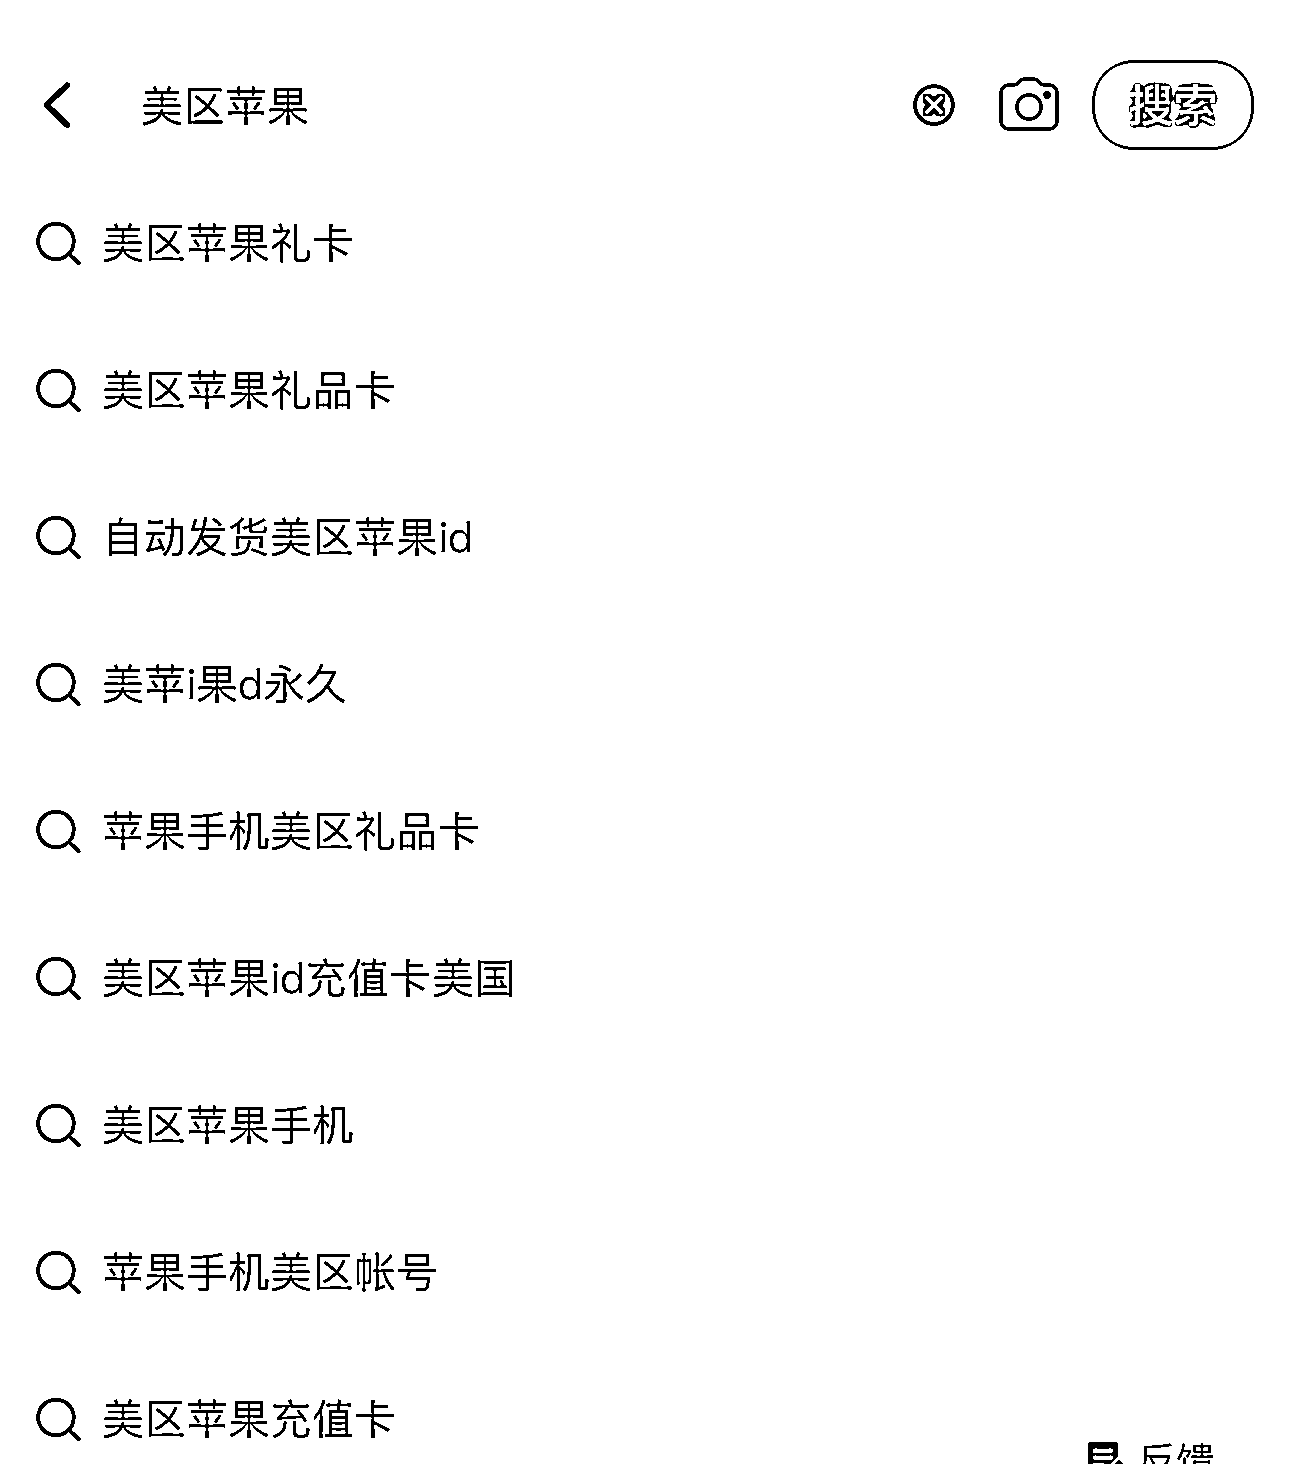 美区苹果
搜索
美区苹果礼卡
美区苹果礼品卡
自动发货美区苹果id
美苹i果d永久
苹果手机美区礼品卡
美区苹果id充值卡美国
美区苹果手机
苹果手机美区帐号
美区苹果充值卡
反馈